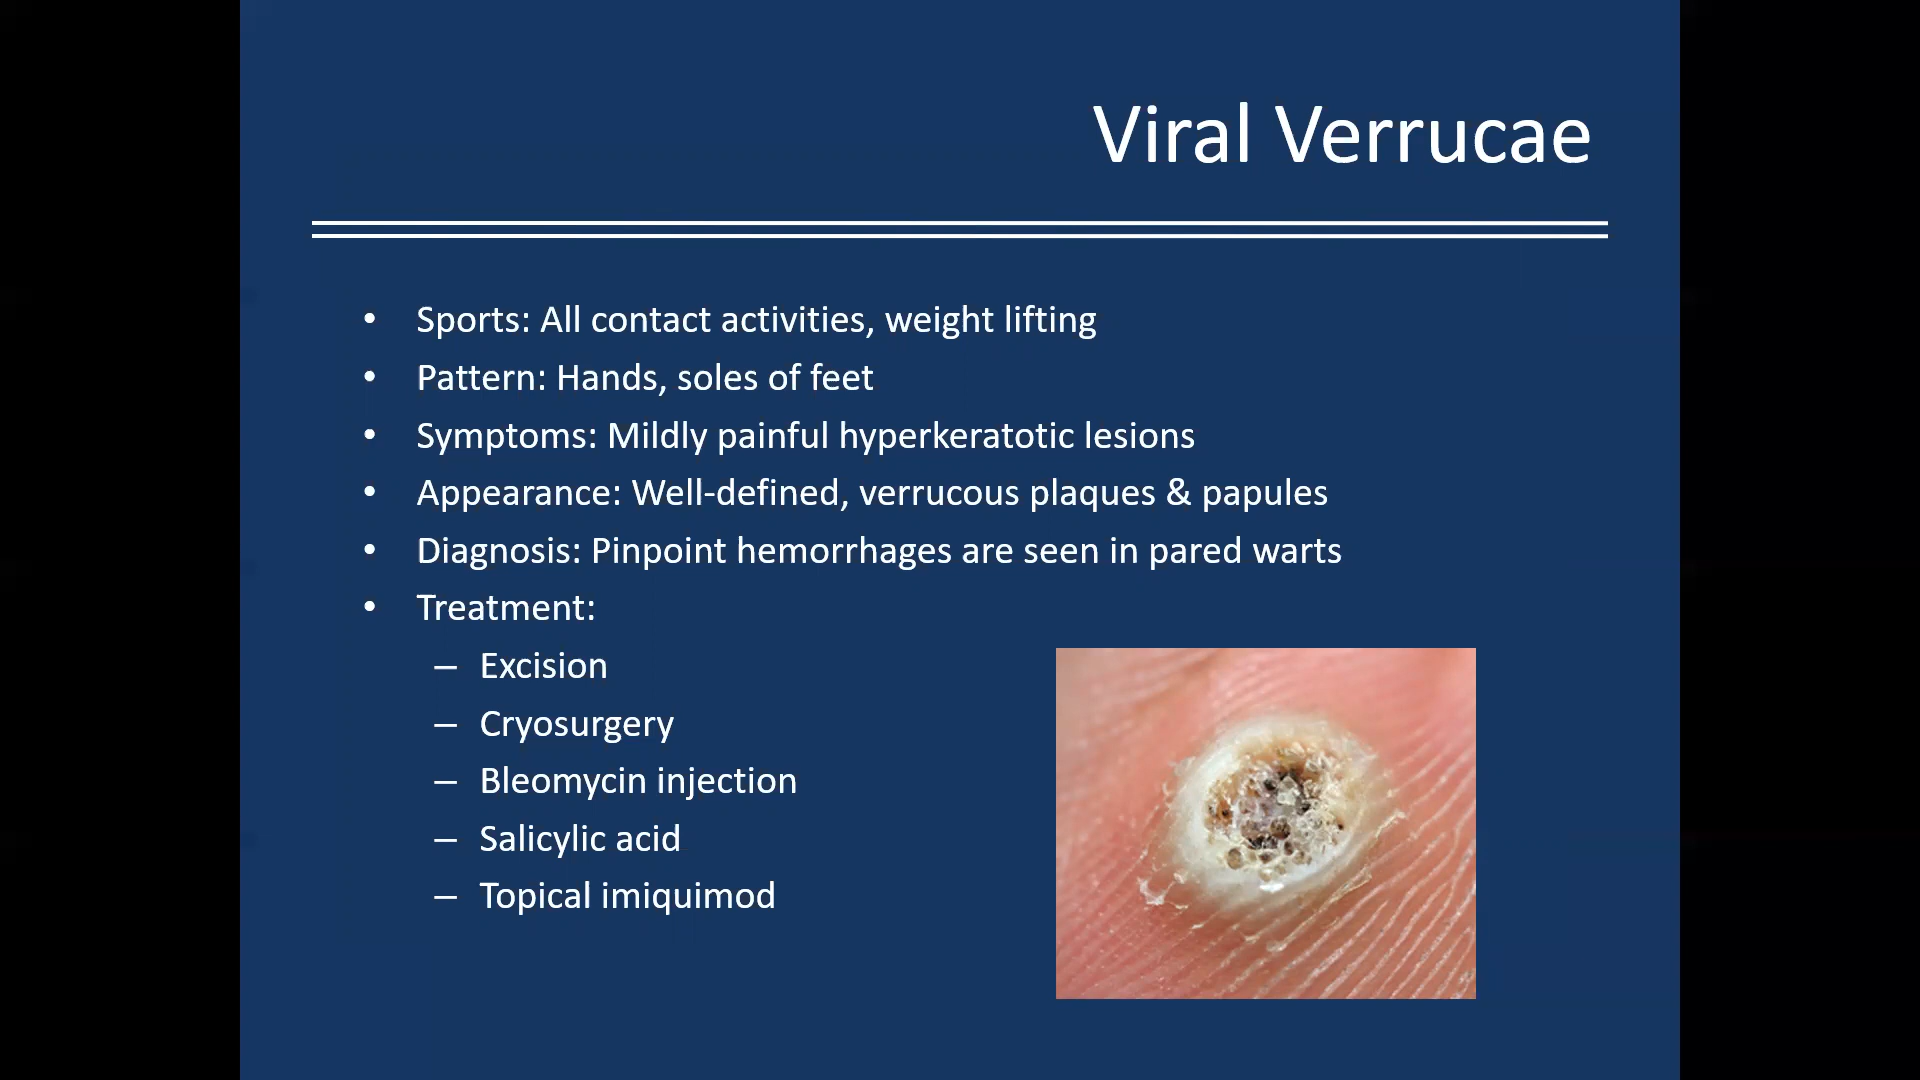 Viral Verrucae
• Sports: All contact activities, weight lifting
• Pattern: Hands, soles of feet
• Symptoms: Mildly painful hyperkeratotic lesions
• Appearance: Well-defined, verrucous plaques & papules
• Diagnosis: Pinpoint hemorrhages are seen in pared warts
• Treatment:
– Excision
– Cryosurgery
– Bleomycin injection
– Salicylic acid
– Topical imiquimod